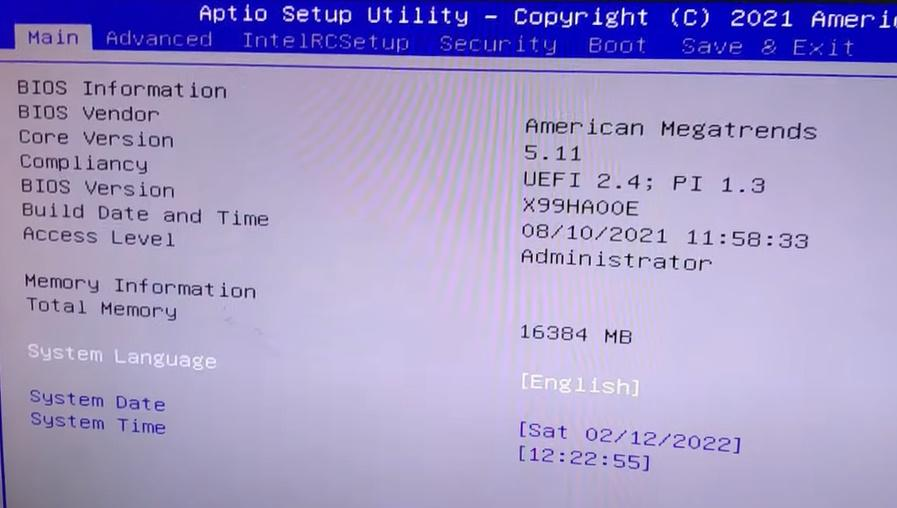 Aptio Setup Utility – Copyright (C) 2021
Main Advanced IntelRCSetup Security Boot Save & Exit
BIOS Information
BIOS Vendor American Megatrends
Core Version 5.11
Compliancy UEFI 2.4; PI 1.3
BIOS Version X99HA00E
Build Date and Time 08/10/2021 11:58:33
Access Level Administrator
Memory Information
Total Memory 16384 MB
System Language [English]
System Date [Sat 02/12/2022]
System Time [12:22:55]